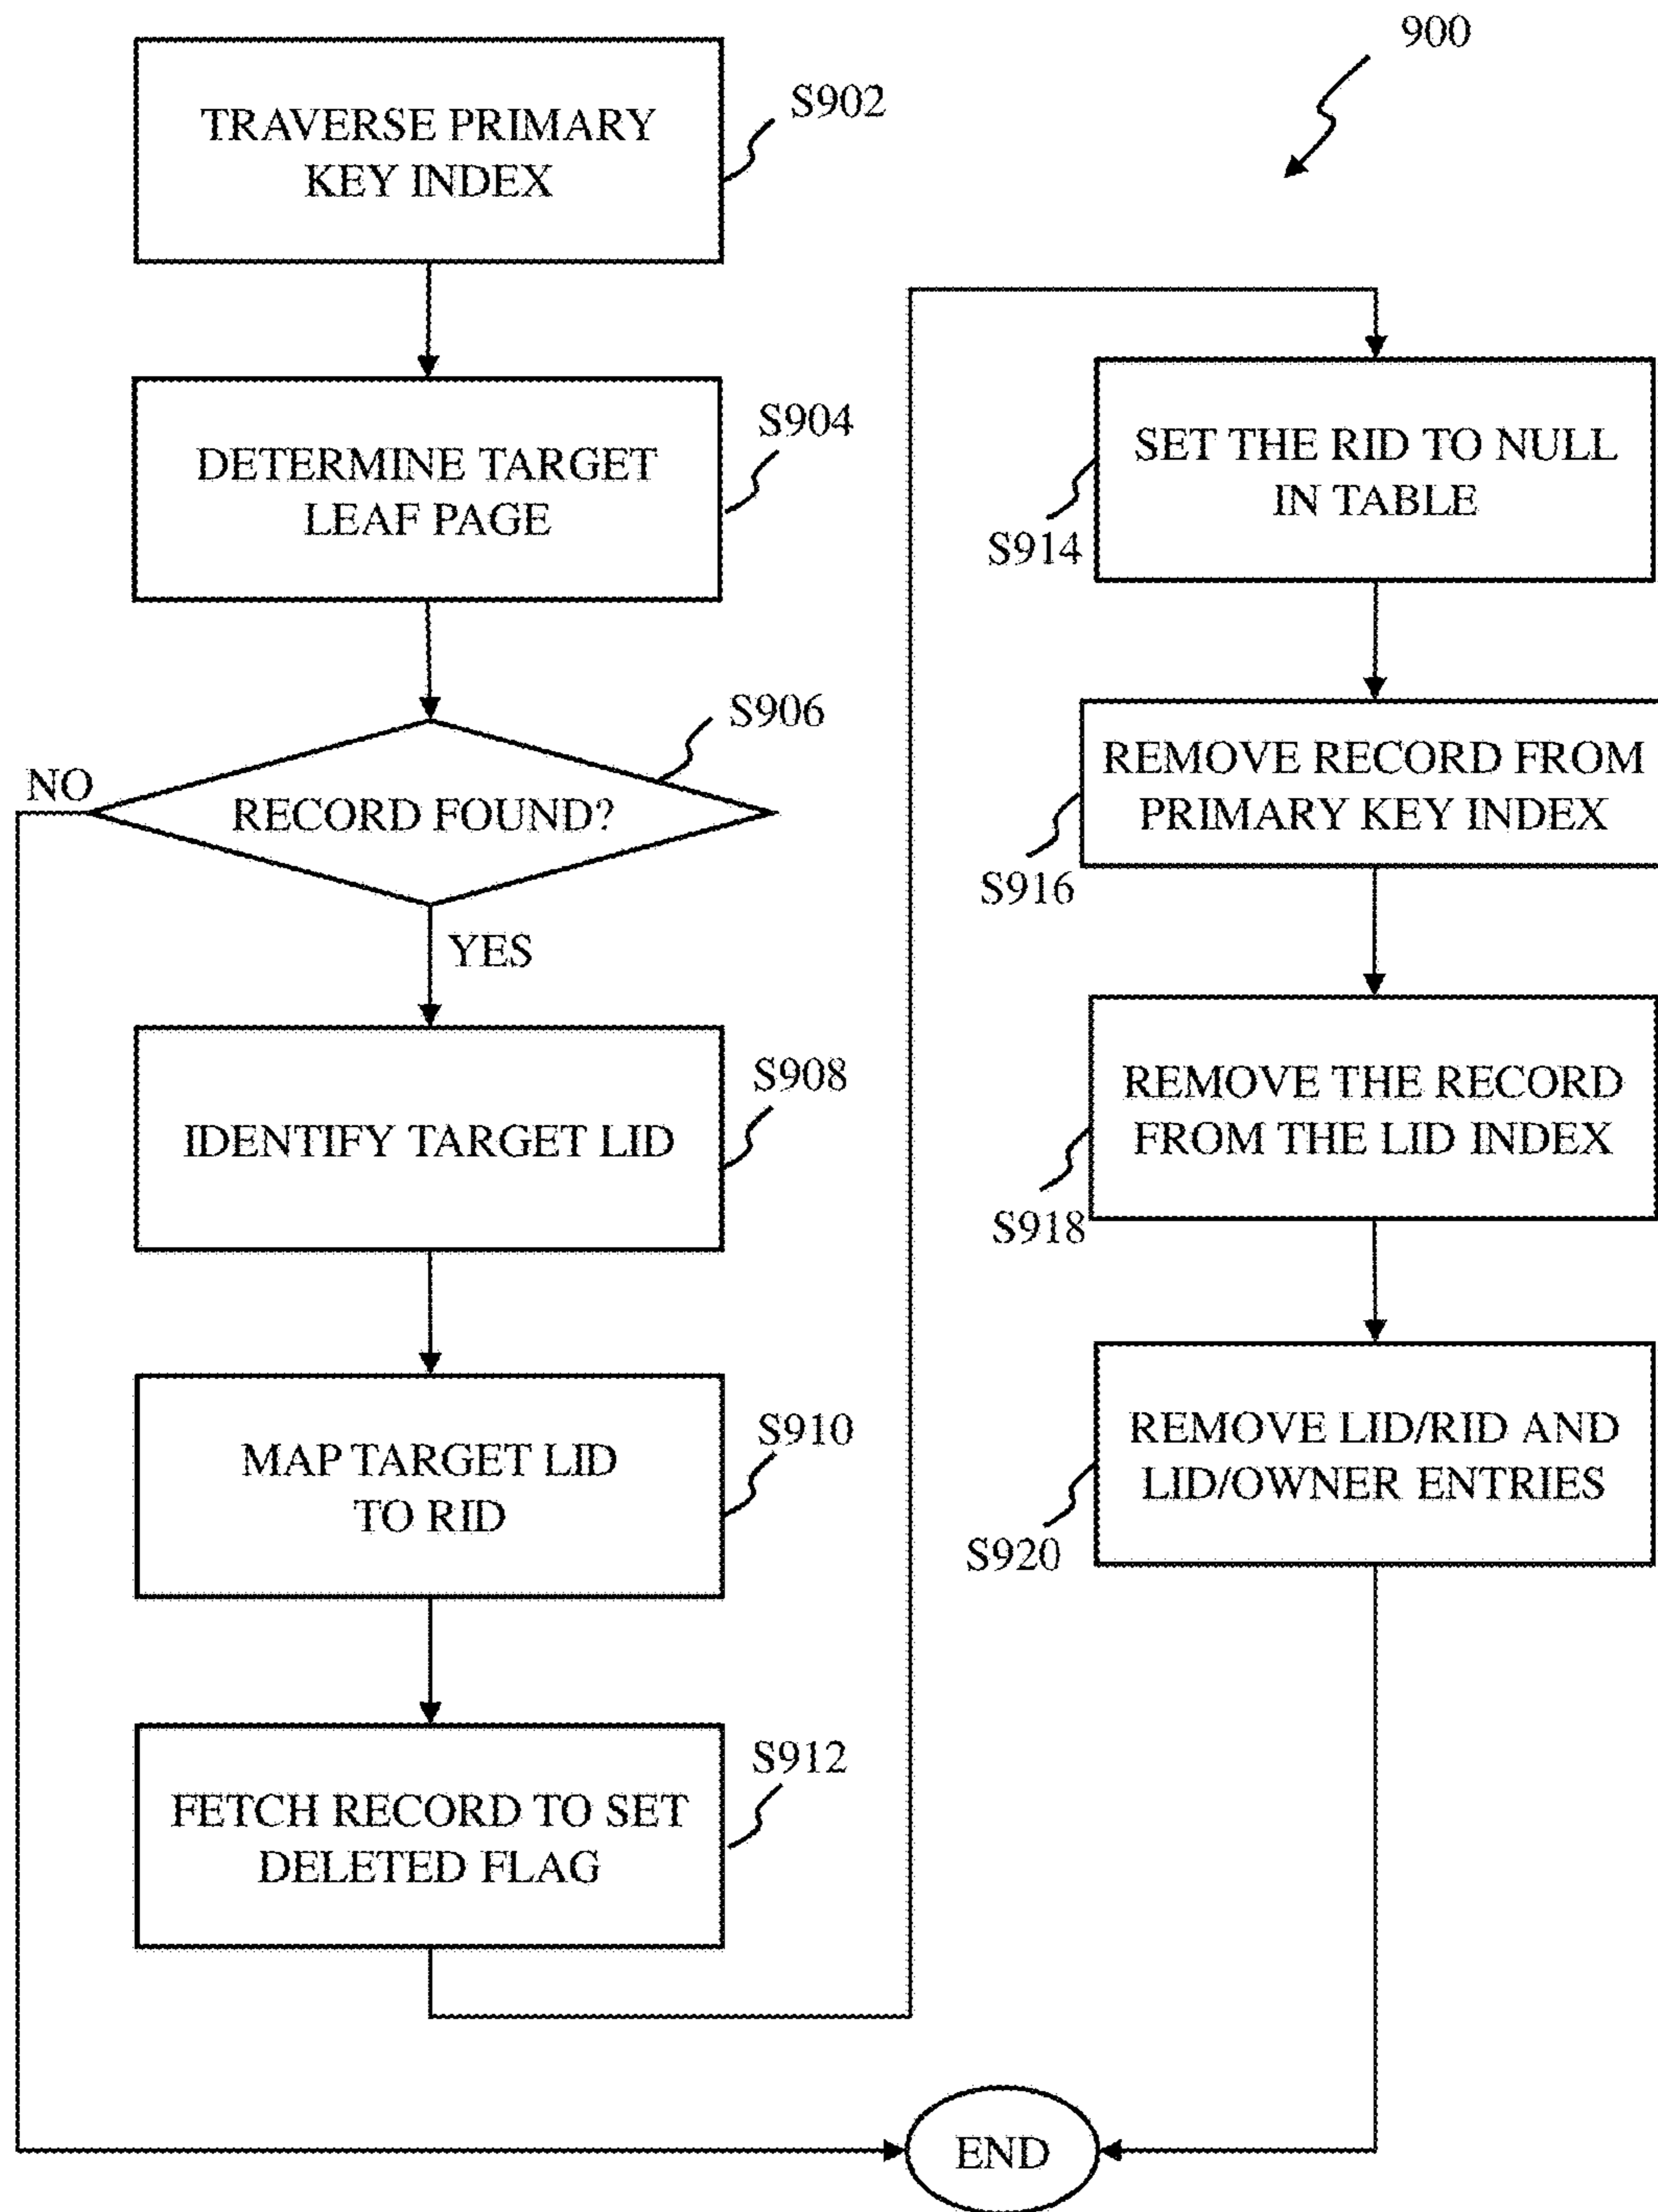 900
TRAVERSE PRIMARY
KEY INDEX
S902
DETERMINE TARGET
LEAF PAGE
S904
RECORD FOUND?
S906
NO
YES
IDENTIFY TARGET LID
S908
MAP TARGET LID
TO RID
S910
FETCH RECORD TO SET
DELETED FLAG
S912
SET THE RID TO NULL
IN TABLE
S914
REMOVE RECORD FROM
PRIMARY KEY INDEX
S916
REMOVE THE RECORD
FROM THE LID INDEX
S918
REMOVE LID/RID AND
LID/OWNER ENTRIES
S920
END